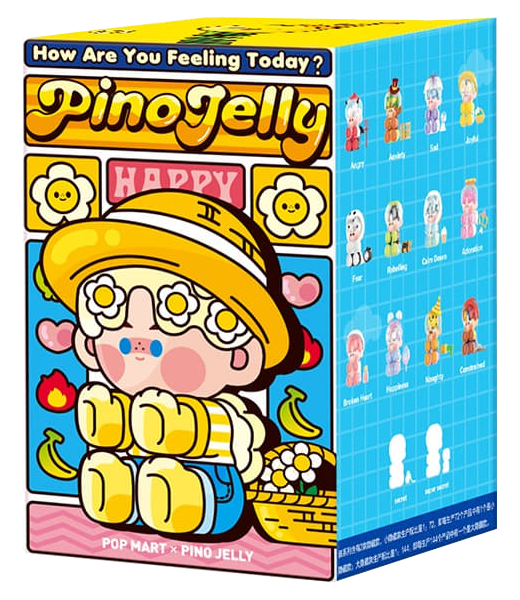 How Are You Feeling Today?
PinoJelly
HAPPY
POP MART × PINO JELLY
Angry
Anxiety
Sad
Joyful
Fear
Rebelling
Calm Down
Adoration
Broken Heart
Happiness
Naughty
Constrained
secret
super secret